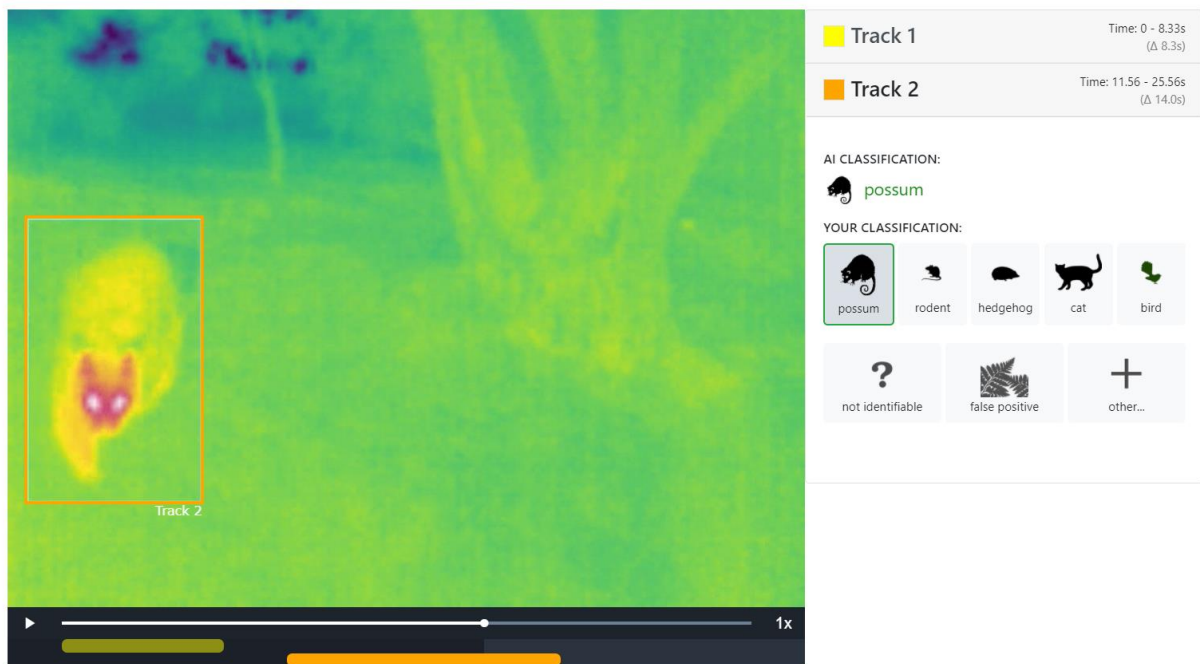 Track 1
Time: 0 - 8.33s
(Δ 8.3s)
Track 2
Time: 11.56 - 25.56s
(Δ 14.0s)
AI CLASSIFICATION:
possum
YOUR CLASSIFICATION:
possum
rodent
hedgehog
cat
bird
not identifiable
false positive
other...
Track 2
1x